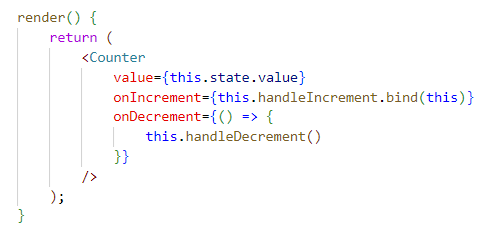 render() {
    return (
        <Counter
            value={this.state.value}
            onIncrement={this.handleIncrement.bind(this)}
            onDecrement={() => {
                this.handleDecrement()
            }}
        />
    );
}